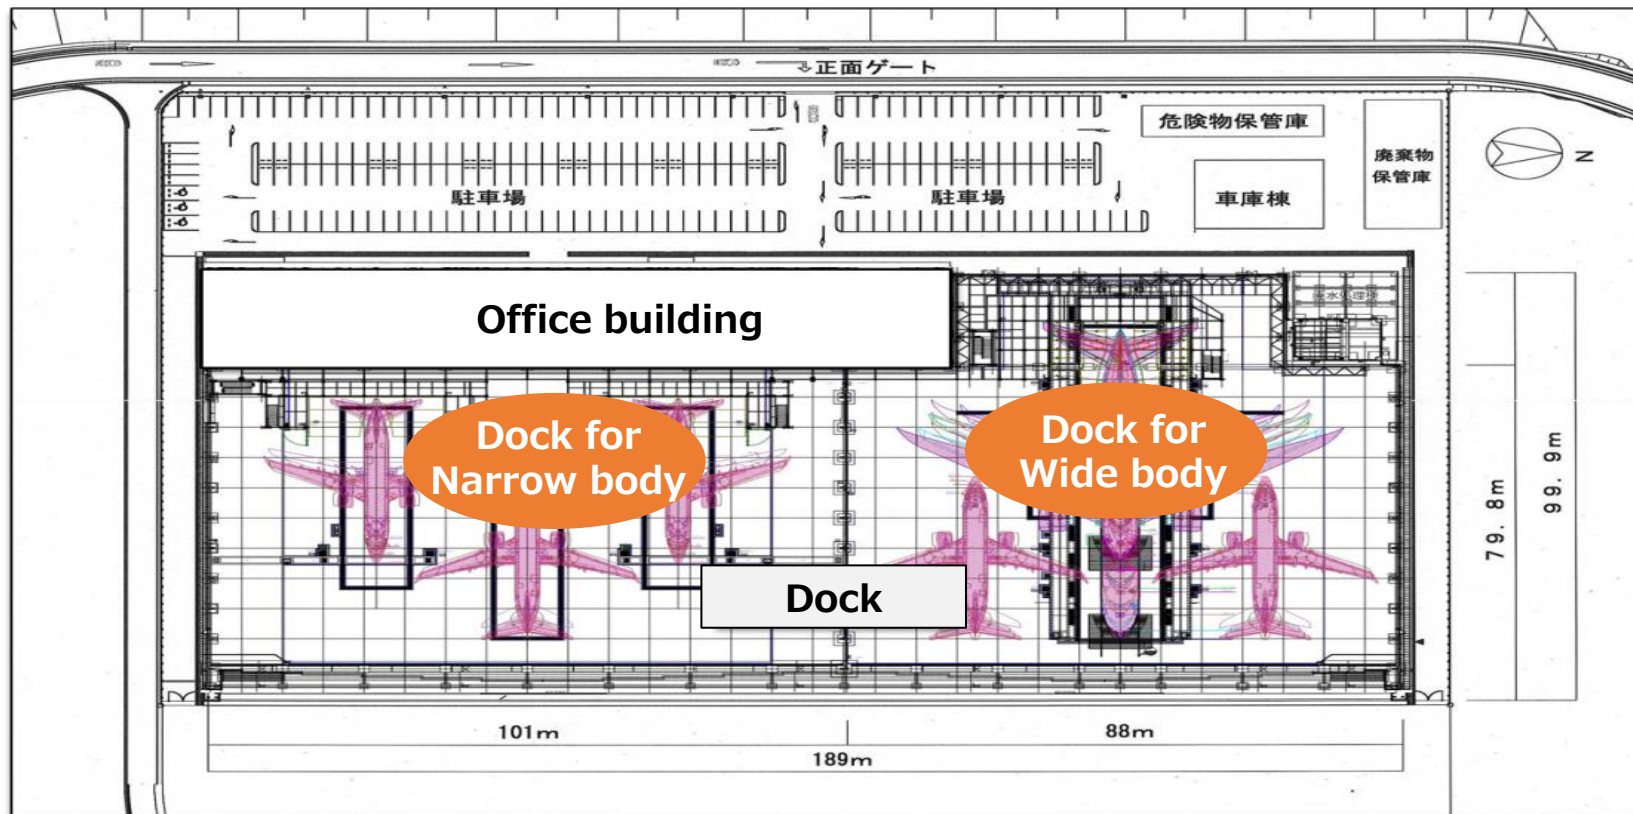 正面ゲート
危険物保管庫
廃棄物
保管庫
N
駐車場
駐車場
車庫棟
Office building
Dock for
Narrow body
Dock for
Wide body
Dock
79. 8m
99. 9m
101m
88m
189m